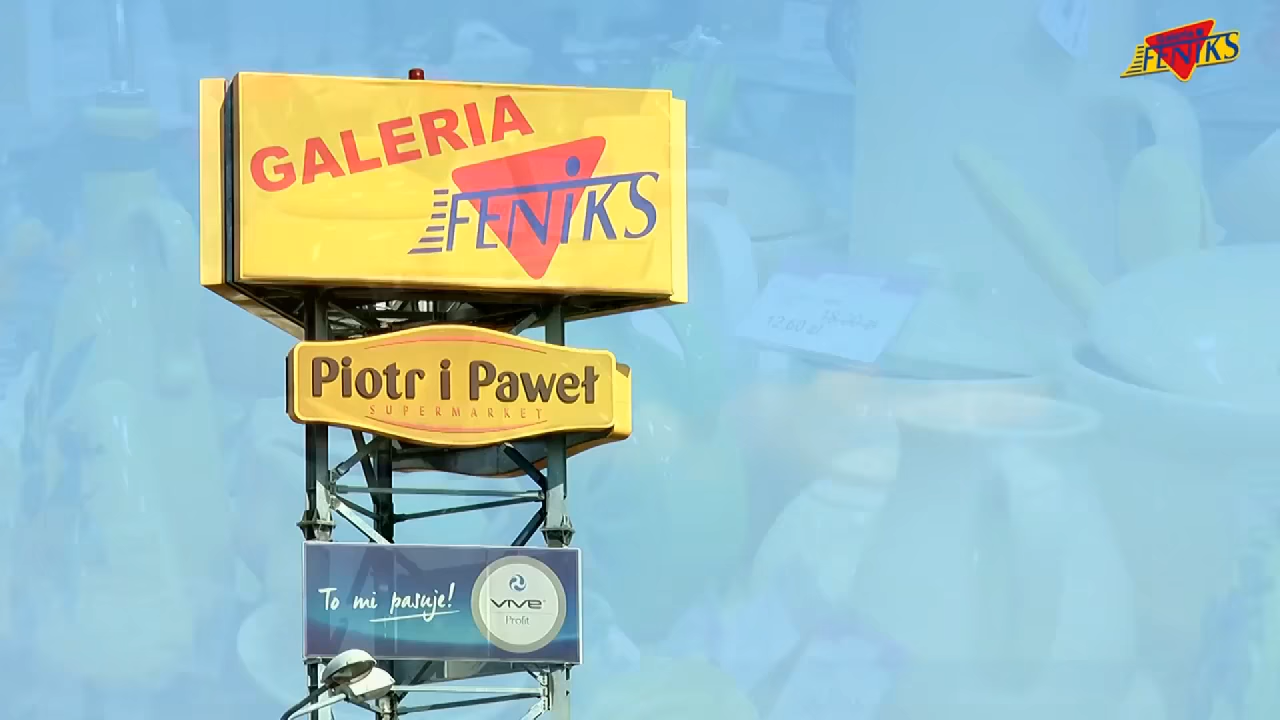 GALERIA
FENiKS
Piotr i Paweł
SUPERMARKET
To mi pasuje!
VIVE
Profit
FENiKS